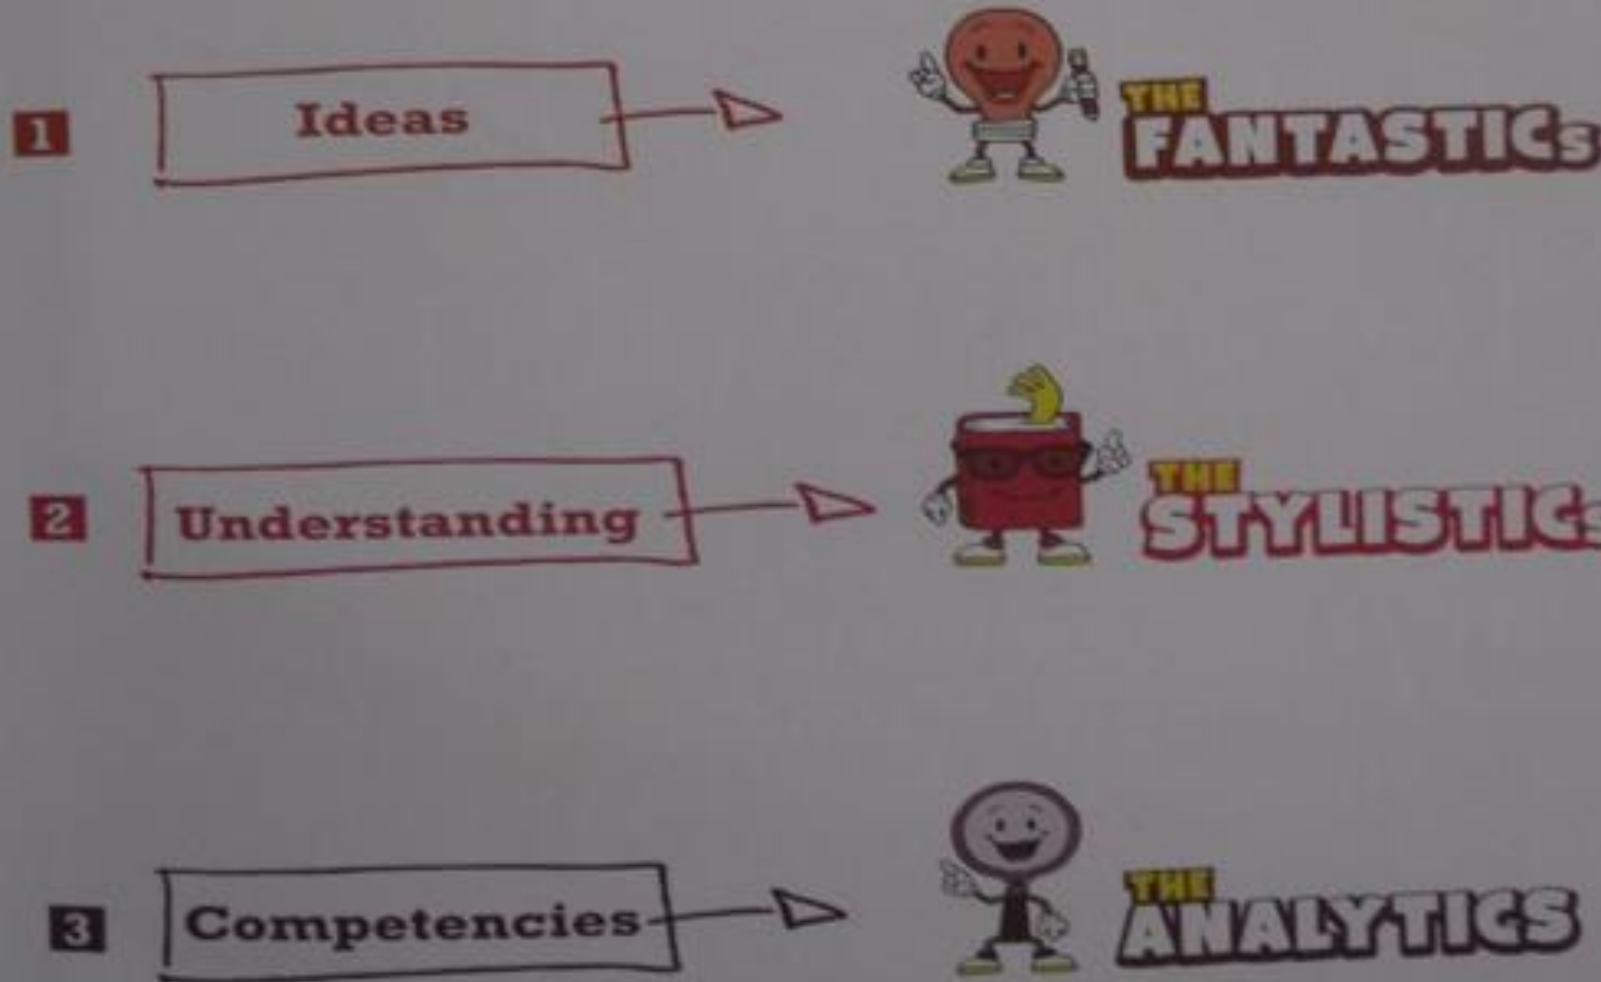 1
Ideas
THE
FANTASTICs
2
Understanding
THE
STYLISTICs
3
Competencies
THE
ANALYTICS